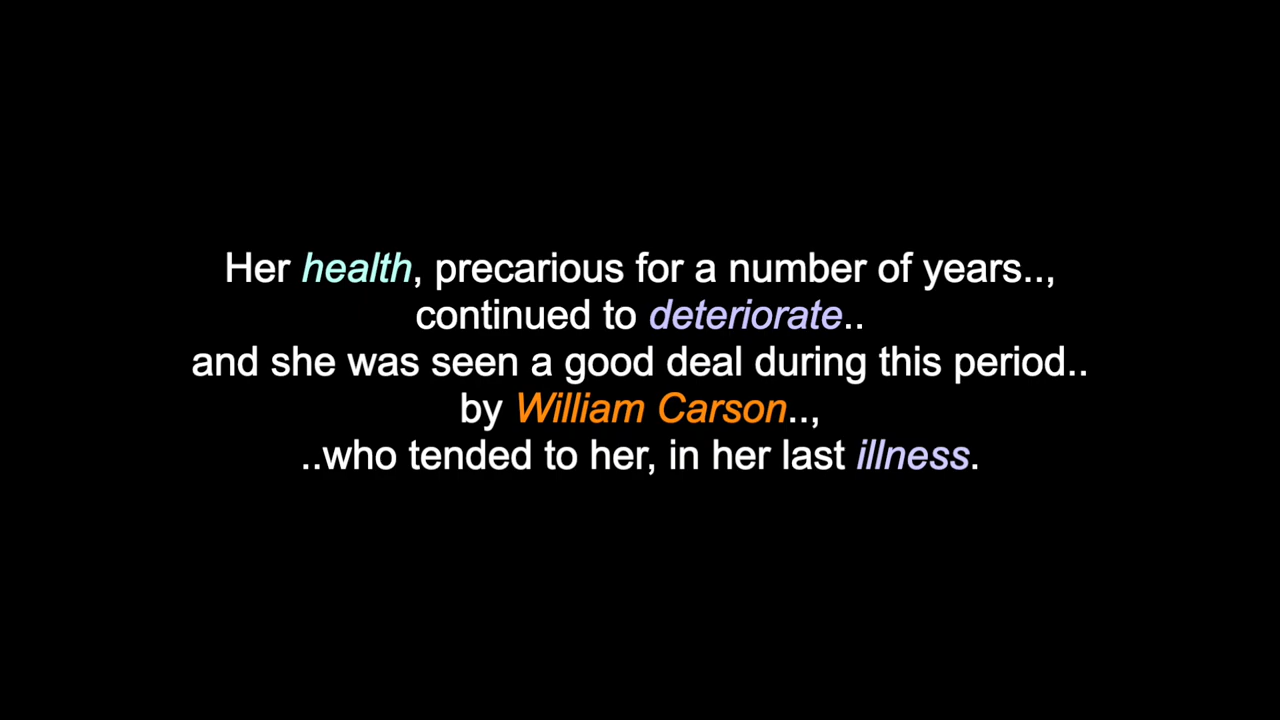 Her health, precarious for a number of years..,
continued to deteriorate..
and she was seen a good deal during this period..
by William Carson..,
..who tended to her, in her last illness.